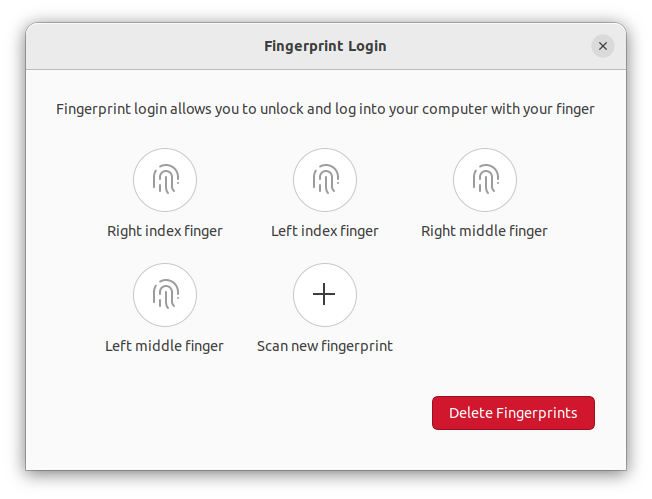 Fingerprint Login
Fingerprint login allows you to unlock and log into your computer with your finger
Right index finger
Left index finger
Right middle finger
Left middle finger
Scan new fingerprint
Delete Fingerprints